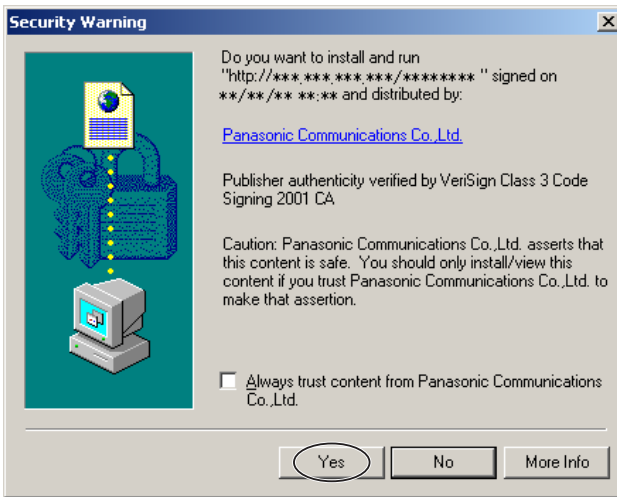 Security Warning
Do you want to install and run
"http://***.***.***.***/******** " signed on
**/**/** **:** and distributed by:
Panasonic Communications Co.,Ltd.
Publisher authenticity verified by VeriSign Class 3 Code
Signing 2001 CA
Caution: Panasonic Communications Co.,Ltd. asserts that
this content is safe. You should only install/view this
content if you trust Panasonic Communications Co.,Ltd. to
make that assertion.
Always trust content from Panasonic Communications
Co.,Ltd.
Yes No More Info